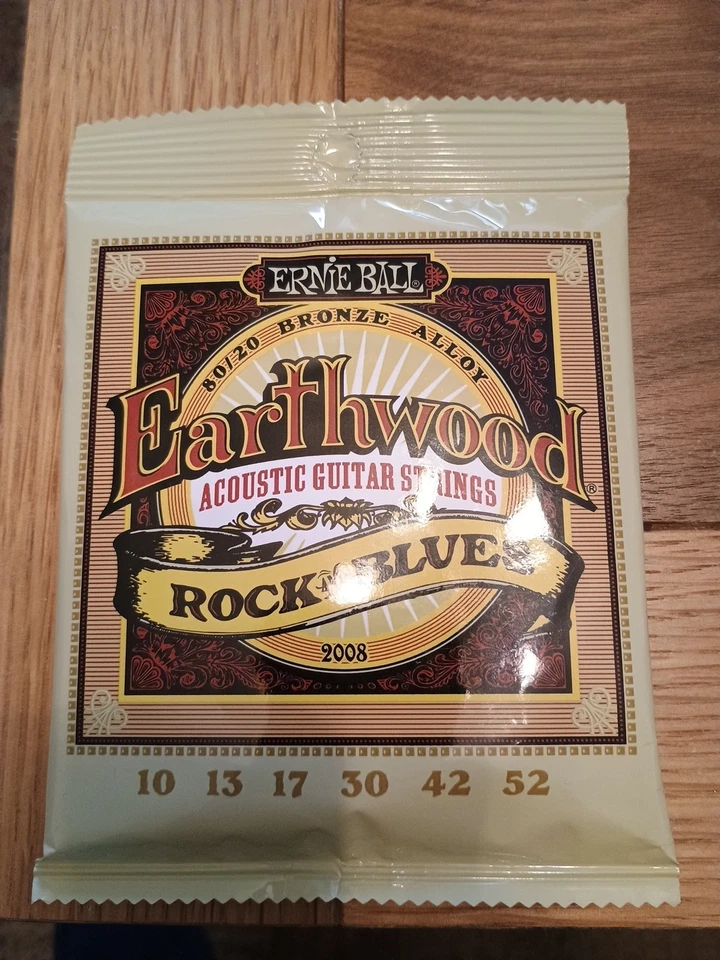 ERNIE BALL®
80/20 BRONZE ALLOY
Earthwood®
ACOUSTIC GUITAR STRINGS
ROCK & BLUES
2008
10 13 17 30 42 52